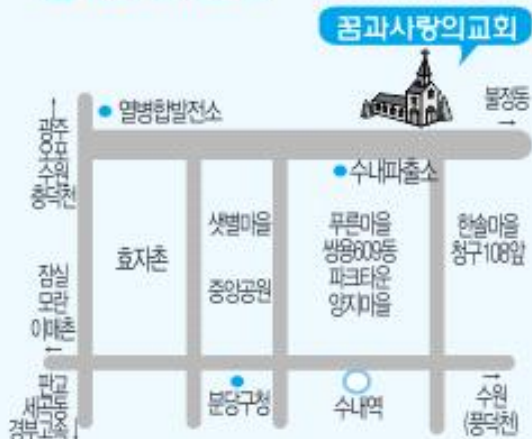 꿈과사랑의교회
불정동
→
열병합발전소
↑
광주
오포
수원
풍덕천
수내파출소
효자촌
샛별마을
중앙공원
푸른마을
쌍용609동
파크타운
양지마을
한솔마을
청구108앞
잠실
모란
이매촌
←
판교
세곡동
경부고속↓
분당구청
수내역
→
수원
(풍덕천)